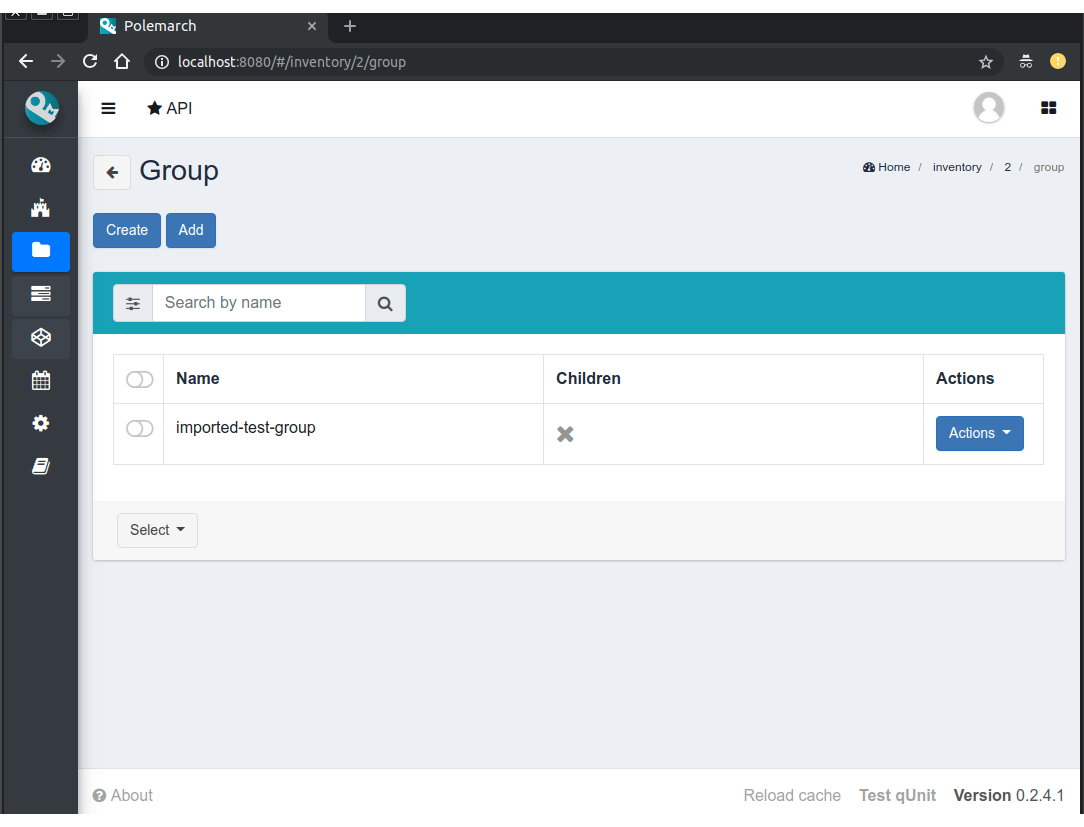 Polemarch
localhost:8080/#/inventory/2/group
API
Group
Home / inventory / 2 / group
Create Add
Search by name
Name Children Actions
imported-test-group Actions
Select
About Reload cache Test qUnit Version 0.2.4.1